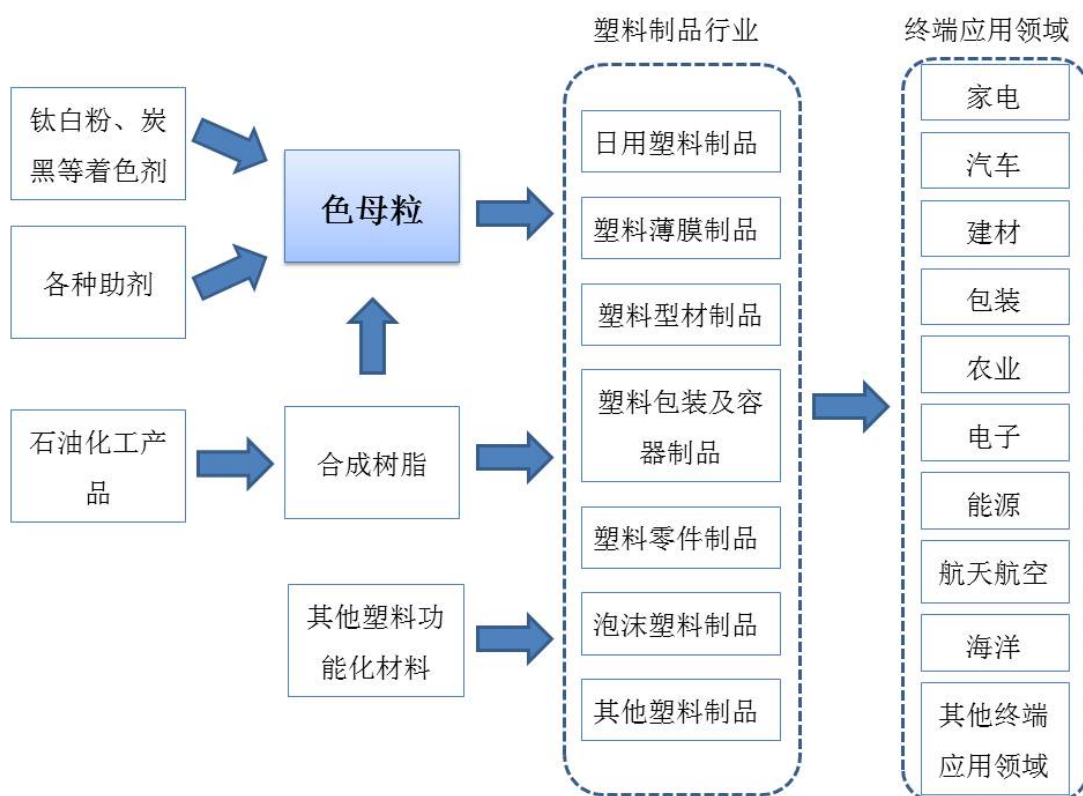 塑料制品行业
终端应用领域
钛白粉、炭
黑等着色剂
各种助剂
石油化工产
品
色母粒
合成树脂
其他塑料功
能化材料
日用塑料制品
塑料薄膜制品
塑料型材制品
塑料包装及容
器制品
塑料零件制品
泡沫塑料制品
其他塑料制品
家电
汽车
建材
包装
农业
电子
能源
航天航空
海洋
其他终端
应用领域